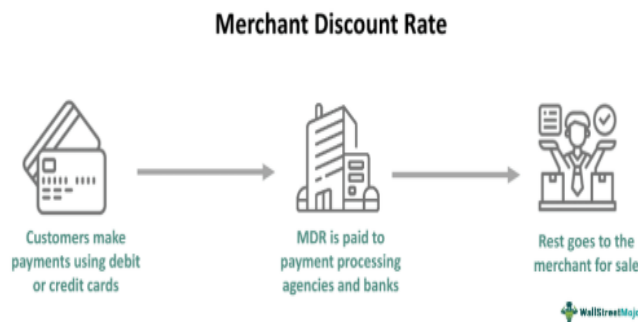 Merchant Discount Rate
Customers make
payments using debit
or credit cards
MDR is paid to
payment processing
agencies and banks
Rest goes to the
merchant for sale